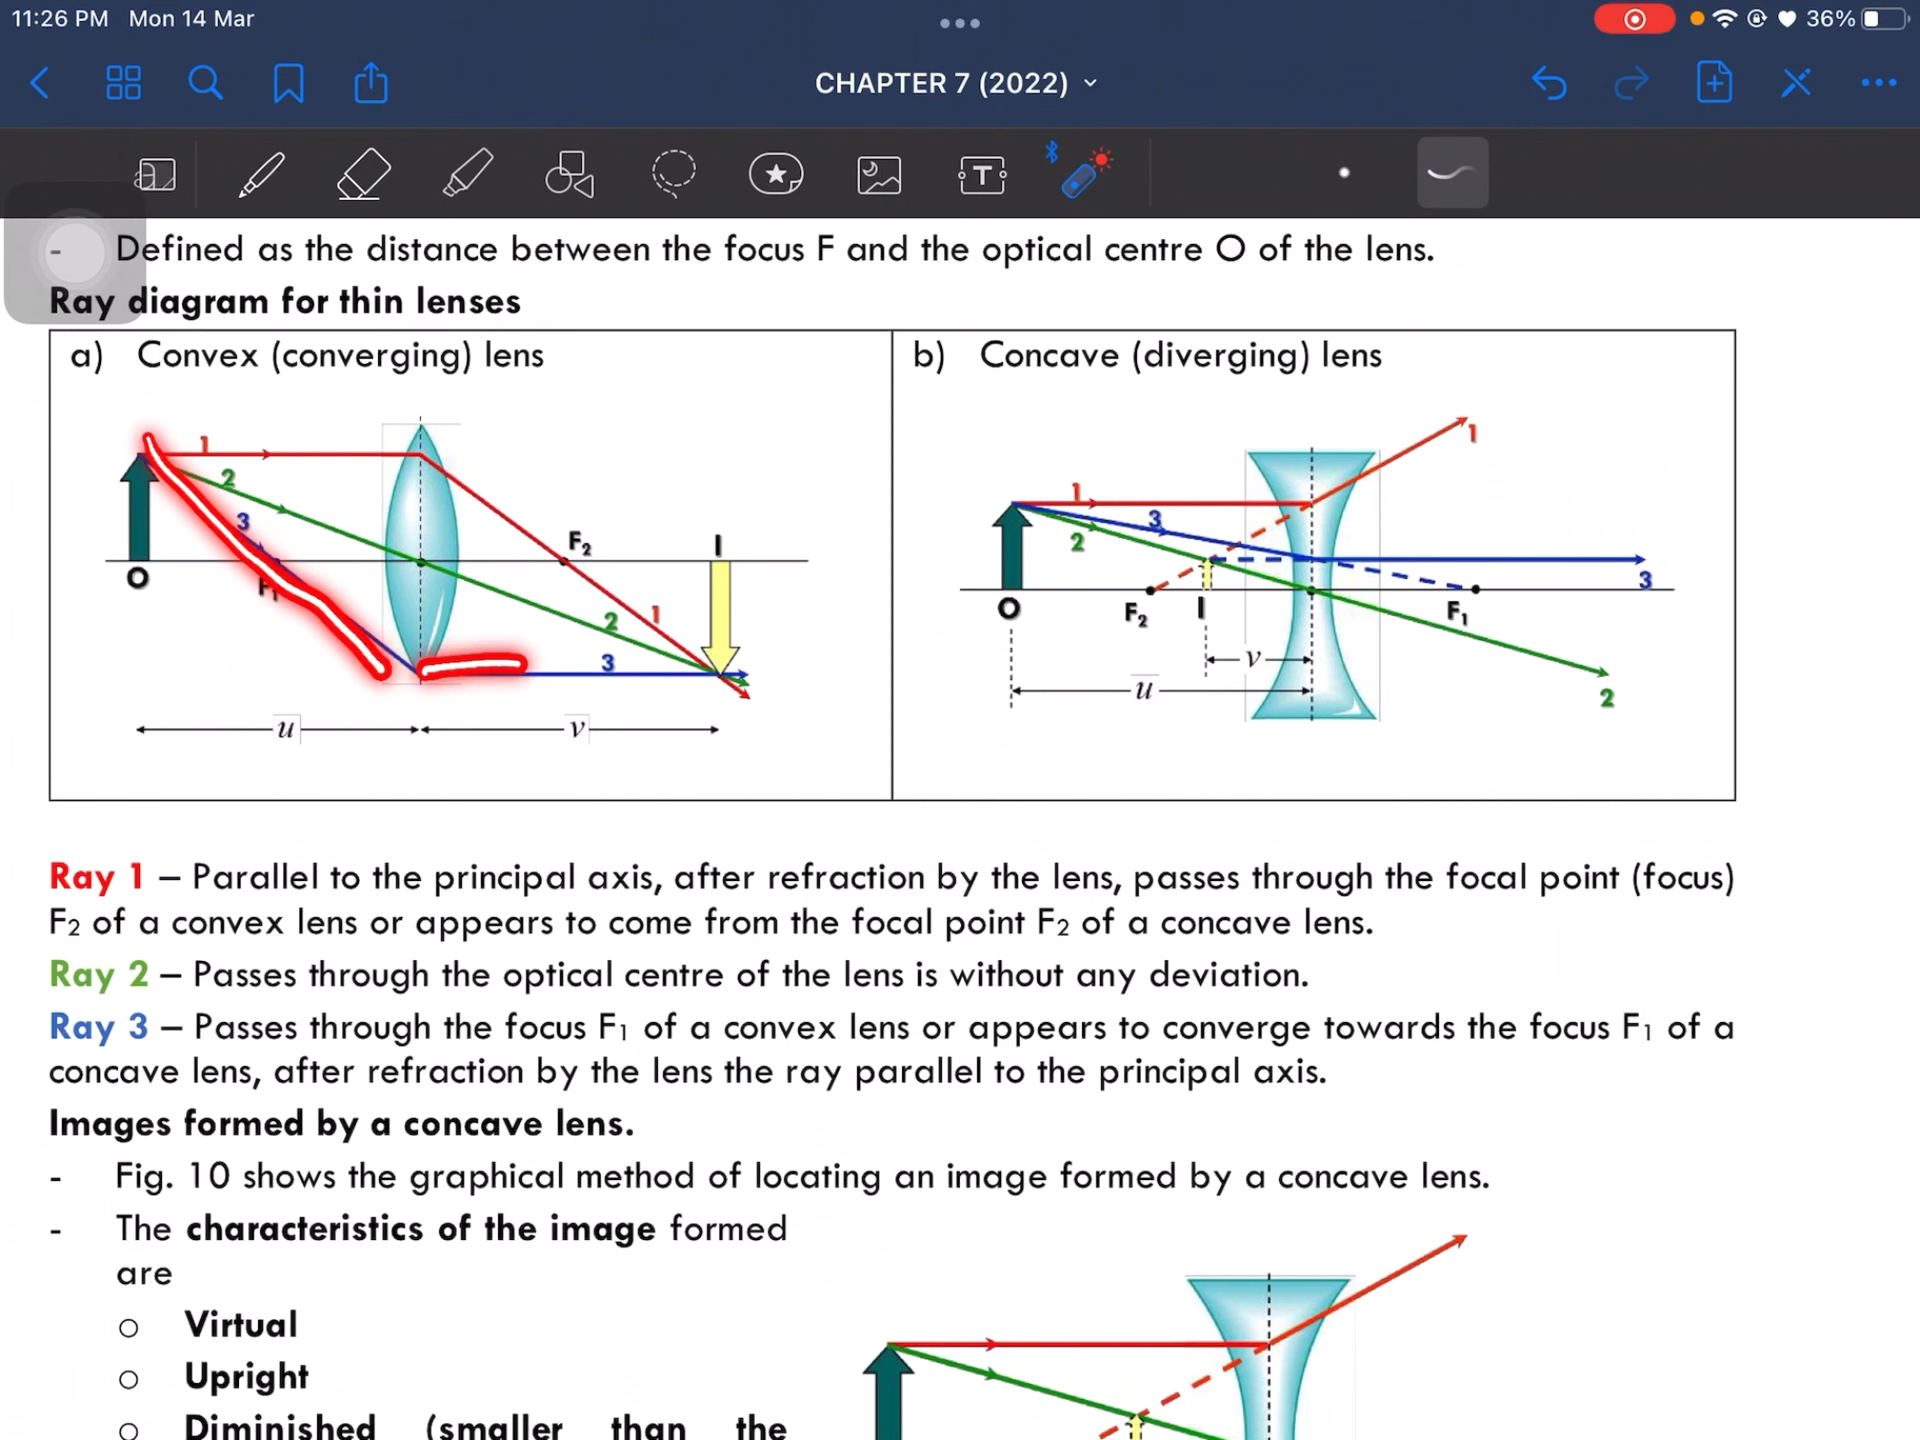 11:26 PM Mon 14 Mar
36%
CHAPTER 7 (2022)
- Defined as the distance between the focus F and the optical centre O of the lens.
Ray diagram for thin lenses
a) Convex (converging) lens
1
2
3
O
F₁
F₂
I
2
1
3
u
v
b) Concave (diverging) lens
1
1
3
2
O
F₂
I
F₁
3
v
u
2
Ray 1 – Parallel to the principal axis, after refraction by the lens, passes through the focal point (focus)
F₂ of a convex lens or appears to come from the focal point F₂ of a concave lens.
Ray 2 – Passes through the optical centre of the lens is without any deviation.
Ray 3 – Passes through the focus F₁ of a convex lens or appears to converge towards the focus F₁ of a
concave lens, after refraction by the lens the ray parallel to the principal axis.
Images formed by a concave lens.
- Fig. 10 shows the graphical method of locating an image formed by a concave lens.
- The characteristics of the image formed
are
o Virtual
o Upright
o Diminished (smaller than the